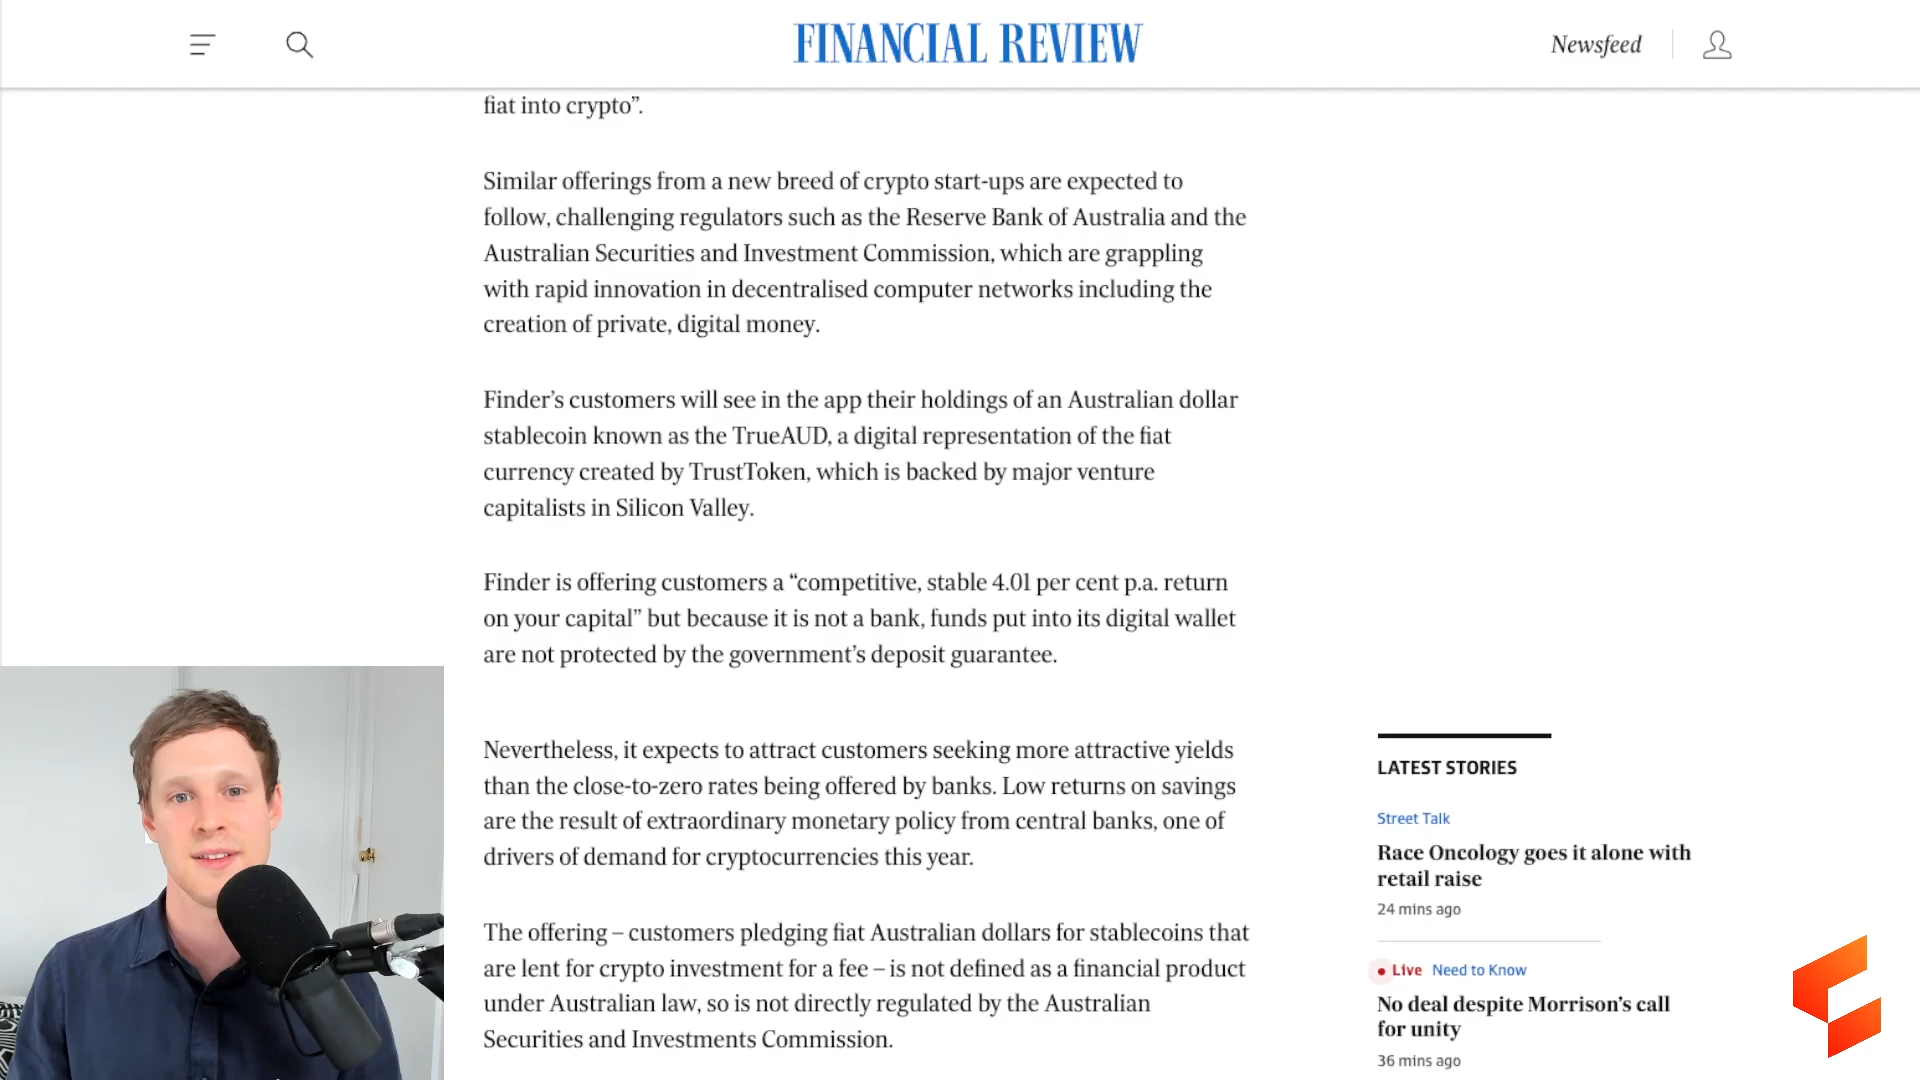 FINANCIAL REVIEW
Newsfeed
fiat into crypto”.
Similar offerings from a new breed of crypto start-ups are expected to
follow, challenging regulators such as the Reserve Bank of Australia and the
Australian Securities and Investment Commission, which are grappling
with rapid innovation in decentralised computer networks including the
creation of private, digital money.
Finder’s customers will see in the app their holdings of an Australian dollar
stablecoin known as the TrueAUD, a digital representation of the fiat
currency created by TrustToken, which is backed by major venture
capitalists in Silicon Valley.
Finder is offering customers a “competitive, stable 4.01 per cent p.a. return
on your capital” but because it is not a bank, funds put into its digital wallet
are not protected by the government’s deposit guarantee.
Nevertheless, it expects to attract customers seeking more attractive yields
than the close-to-zero rates being offered by banks. Low returns on savings
are the result of extraordinary monetary policy from central banks, one of
drivers of demand for cryptocurrencies this year.
The offering – customers pledging fiat Australian dollars for stablecoins that
are lent for crypto investment for a fee – is not defined as a financial product
under Australian law, so is not directly regulated by the Australian
Securities and Investments Commission.
LATEST STORIES
Street Talk
Race Oncology goes it alone with
retail raise
24 mins ago
Live Need to Know
No deal despite Morrison’s call
for unity
36 mins ago